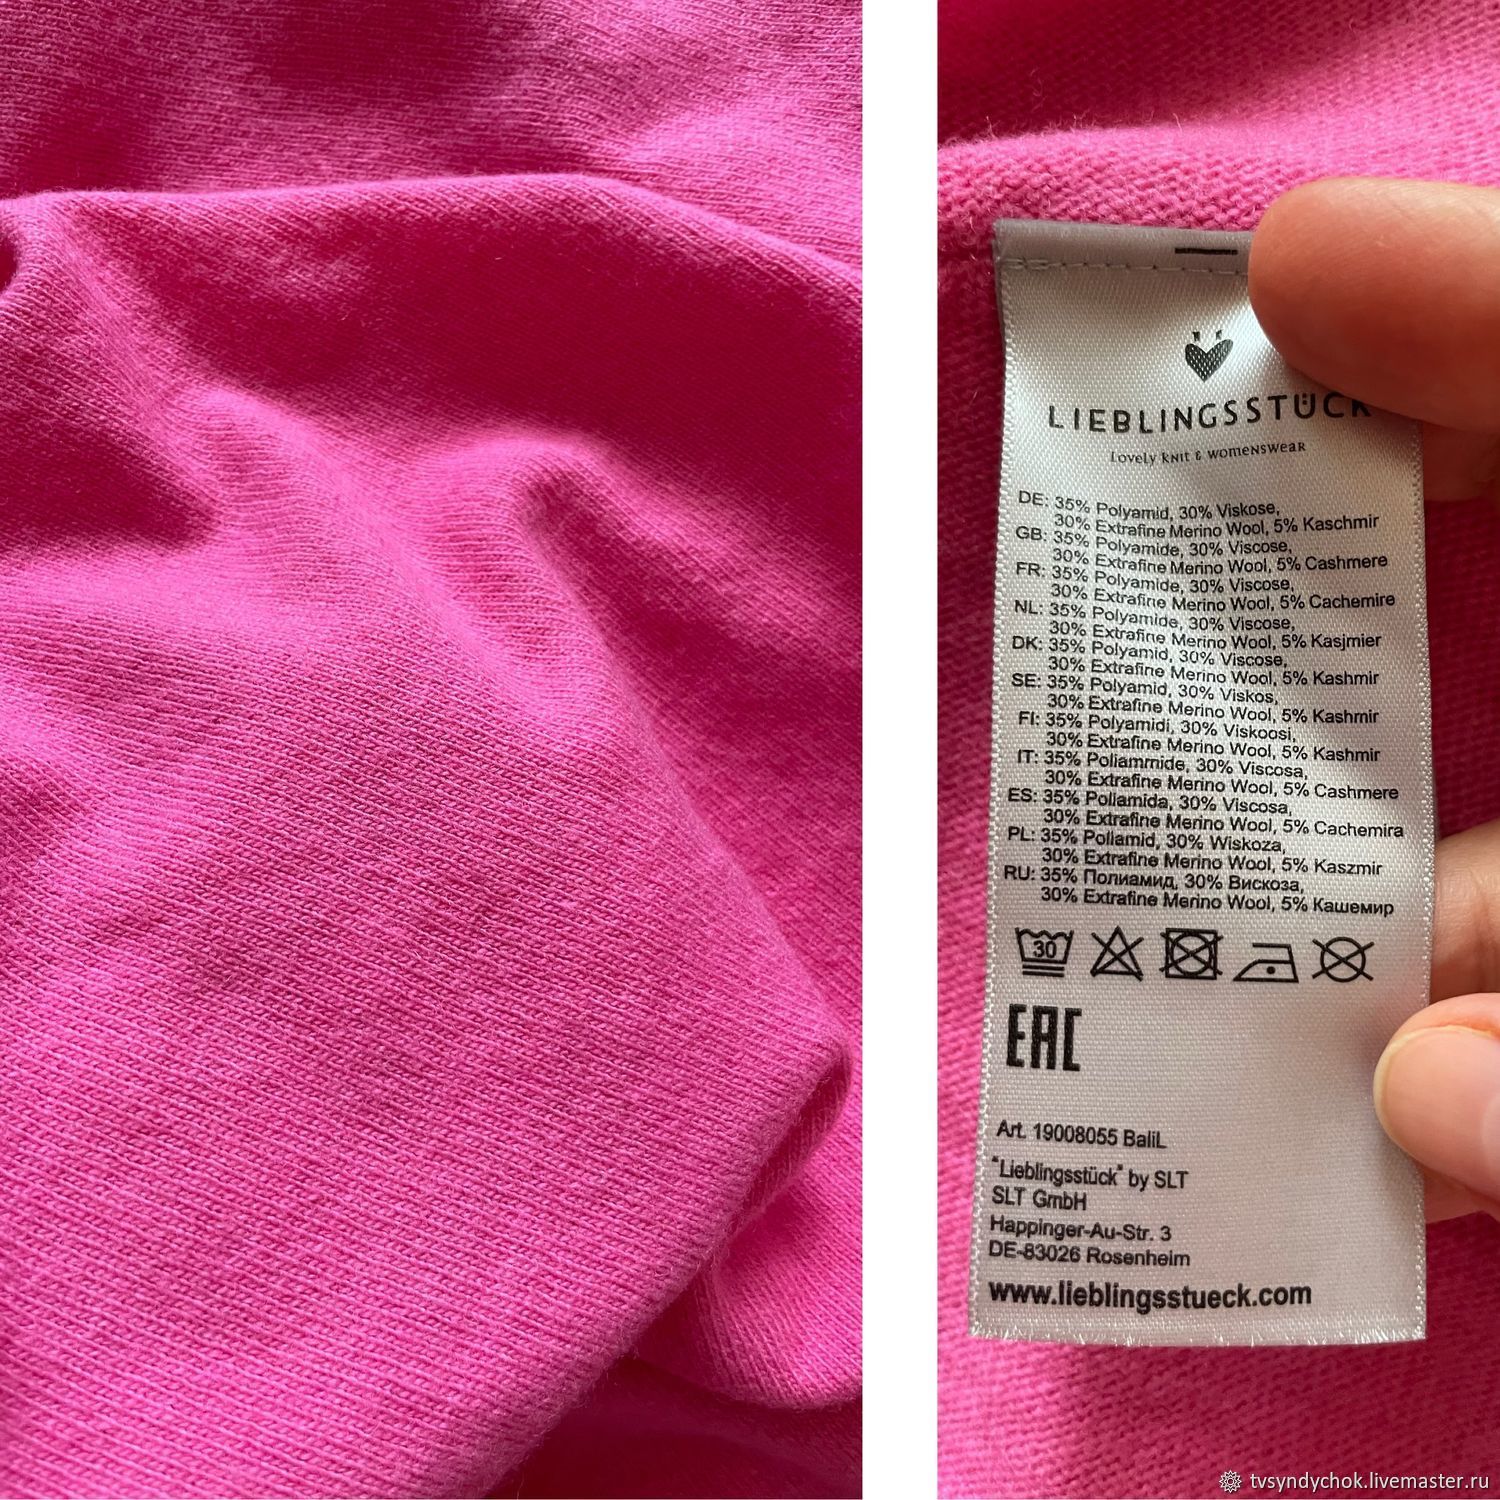 LIEBLINGSSTÜCK
Lovely knit & womenswear
DE: 35% Polyamid, 30% Viskose,
30% Extrafine Merino Wool, 5% Kaschmir
GB: 35% Polyamide, 30% Viscose,
30% Extrafine Merino Wool, 5% Cashmere
FR: 35% Polyamide, 30% Viscose,
30% Extrafine Merino Wool, 5% Cachemire
NL: 35% Polyamide, 30% Viscose,
30% Extrafine Merino Wool, 5% Kasjmier
DK: 35% Polyamid, 30% Viscose,
30% Extrafine Merino Wool, 5% Kashmir
SE: 35% Polyamid, 30% Viskos,
30% Extrafine Merino Wool, 5% Kashmir
FI: 35% Polyamidi, 30% Viskoosi,
30% Extrafine Merino Wool, 5% Kashmir
IT: 35% Poliammide, 30% Viscosa,
30% Extrafine Merino Wool, 5% Cashmere
ES: 35% Poliamida, 30% Viscosa,
30% Extrafine Merino Wool, 5% Cachemira
PL: 35% Poliamid, 30% Wiskoza,
30% Extrafine Merino Wool, 5% Kaszmir
RU: 35% Полиамид, 30% Вискоза,
30% Extrafine Merino Wool, 5% Кашемир
30
EAC
Art. 19008055 BaliL
"Lieblingsstück" by SLT
SLT GmbH
Happinger-Au-Str. 3
DE-83026 Rosenheim
www.lieblingsstueck.com
tvsyndychok.livemaster.ru